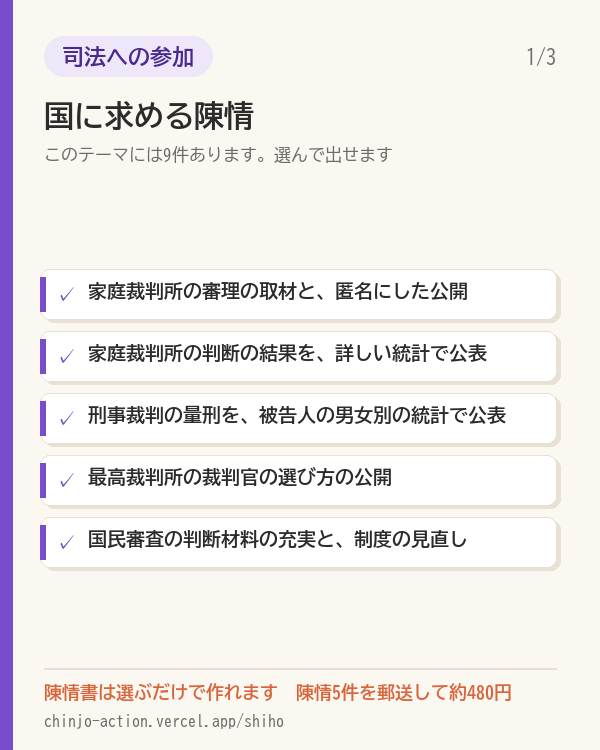 司法への参加
1/3
国に求める陳情
このテーマには9件あります。選んで出せます
✓ 家庭裁判所の審理の取材と、匿名にした公開
✓ 家庭裁判所の判断の結果を、詳しい統計で公表
✓ 刑事裁判の量刑を、被告人の男女別の統計で公表
✓ 最高裁判所の裁判官の選び方の公開
✓ 国民審査の判断材料の充実と、制度の見直し
陳情書は選ぶだけで作れます　陳情5件を郵送して約480円
chinjo-action.vercel.app/shiho